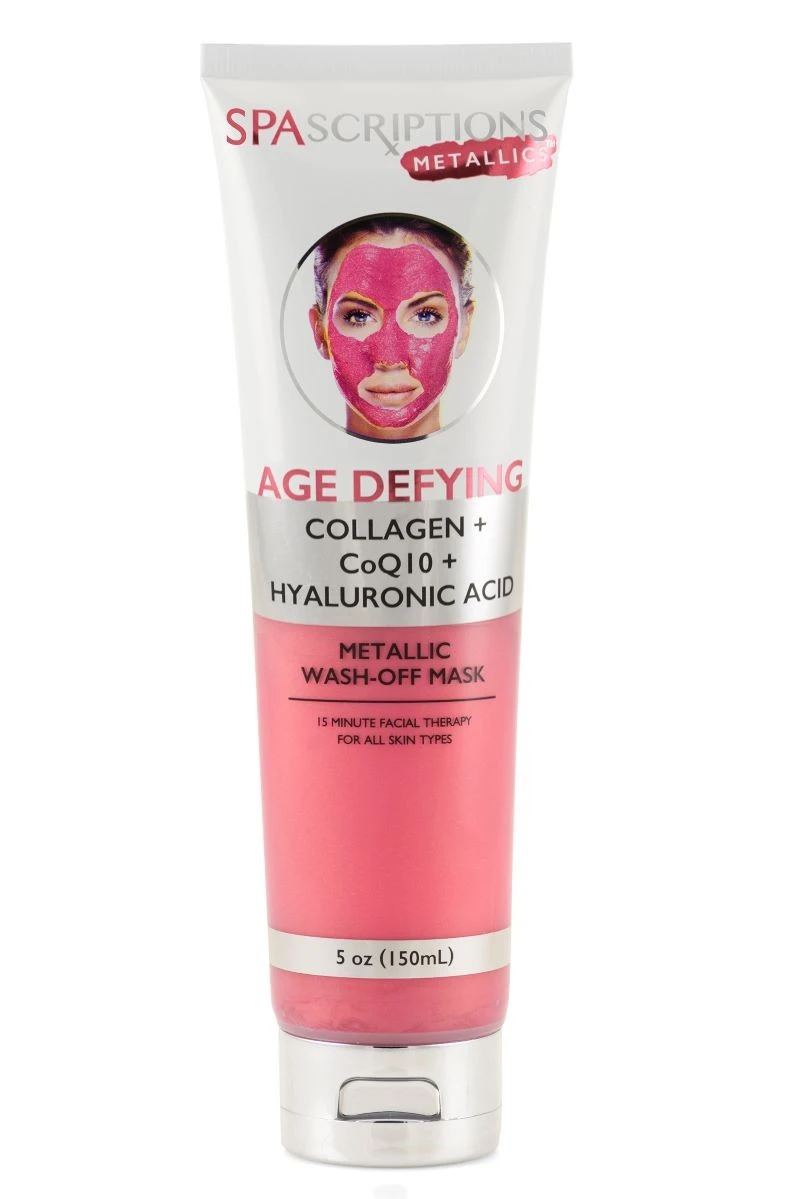 SPASCRIPTIONS
x
METALLICS™
AGE DEFYING
COLLAGEN +
CoQ10 +
HYALURONIC ACID
METALLIC
WASH-OFF MASK
15 MINUTE FACIAL THERAPY
FOR ALL SKIN TYPES
5 oz (150mL)